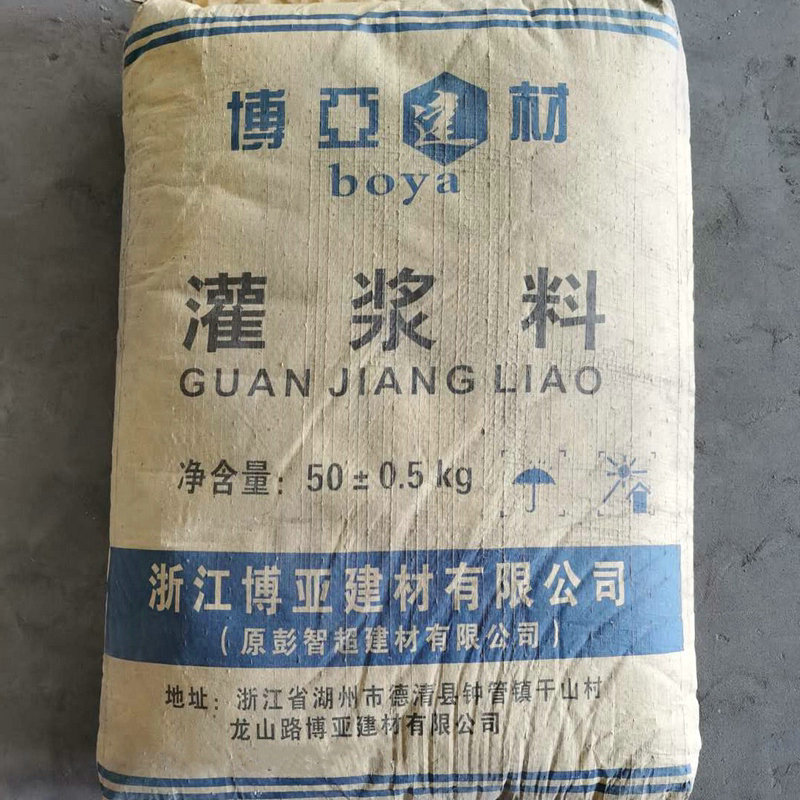 博亞建材
boya
灌浆料
GUAN JIANG LIAO
净含量：50±0.5kg
浙江博亚建材有限公司
（原彭智超建材有限公司）
地址：浙江省湖州市德清县钟管镇干山村
龙山路博亚建材有限公司